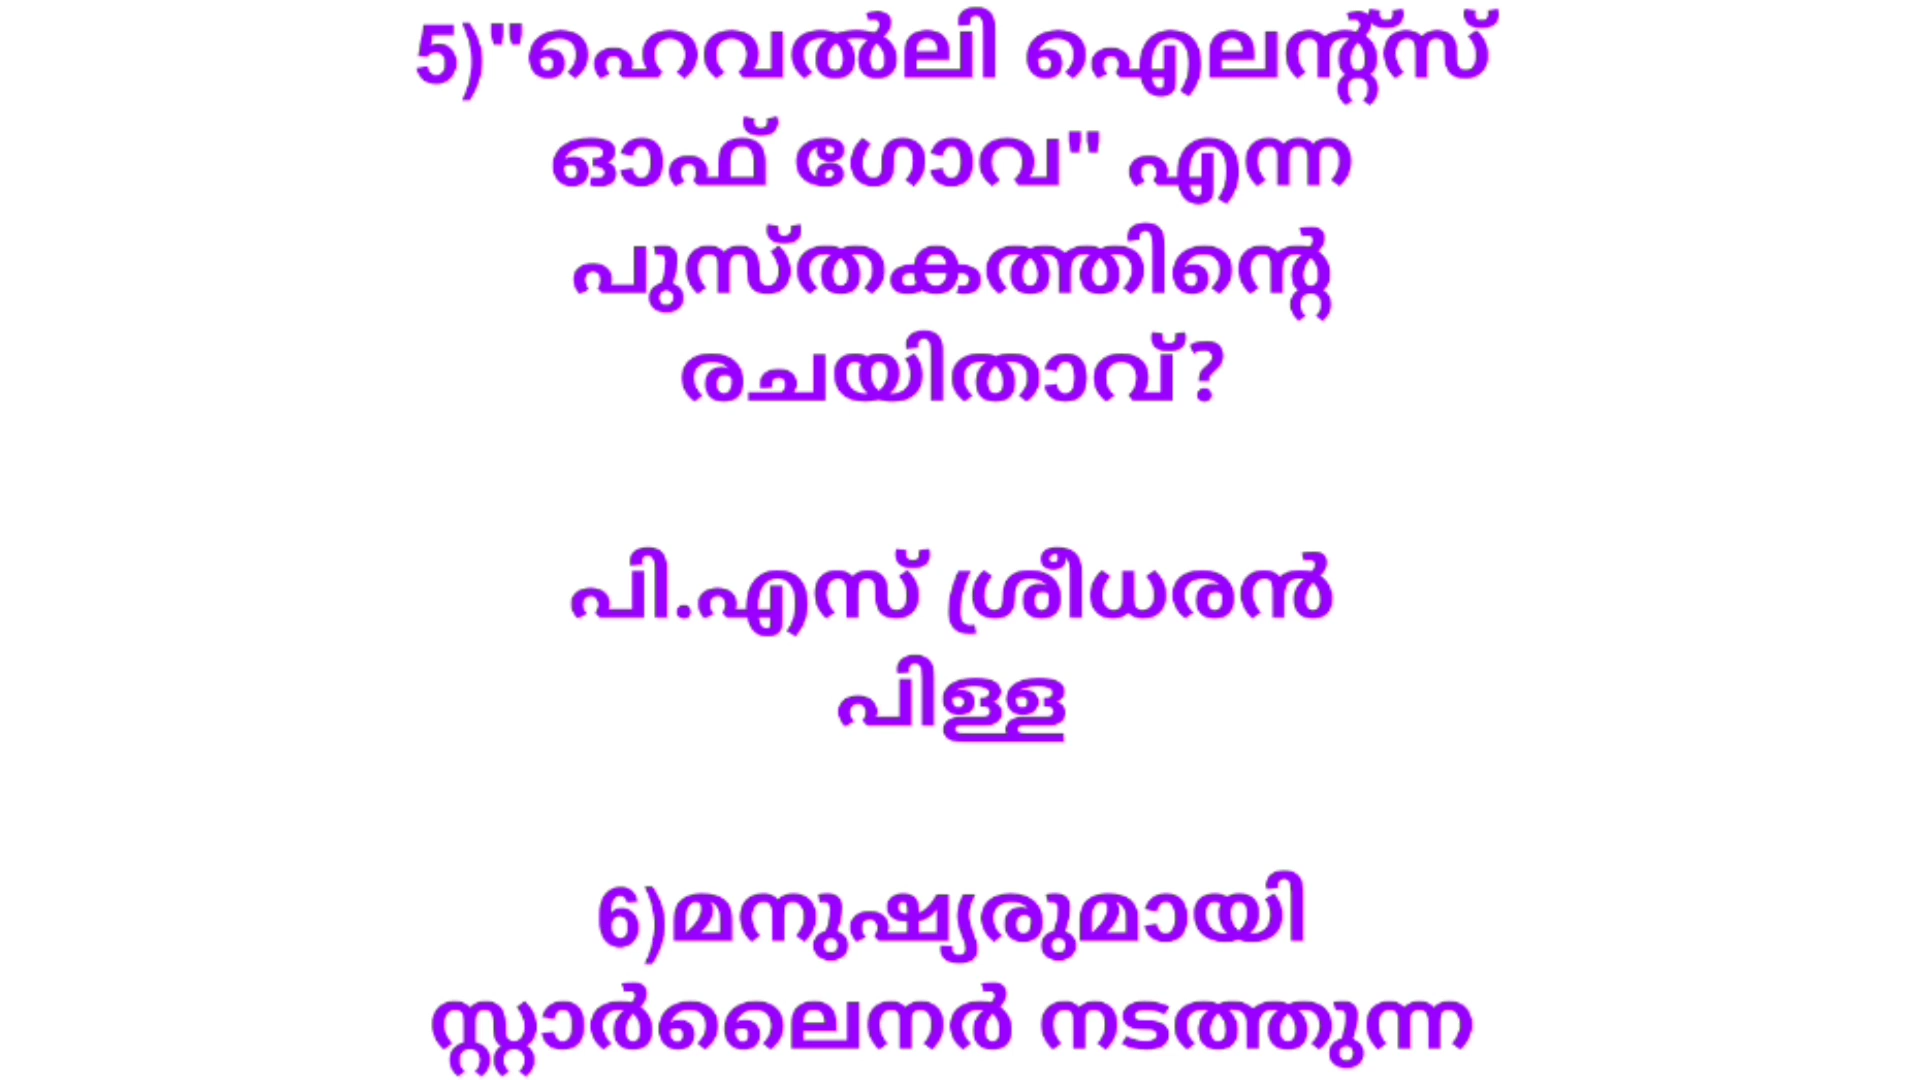 5)"ഹെവൽലി ഐലന്റ്സ്
ഓഫ് ഗോവ" എന്ന
പുസ്തകത്തിന്റെ
രചയിതാവ്?
പി.എസ് ശ്രീധരൻ
പിള്ള
6)മനുഷ്യരുമായി
സ്റ്റാർലൈനർ നടത്തുന്ന